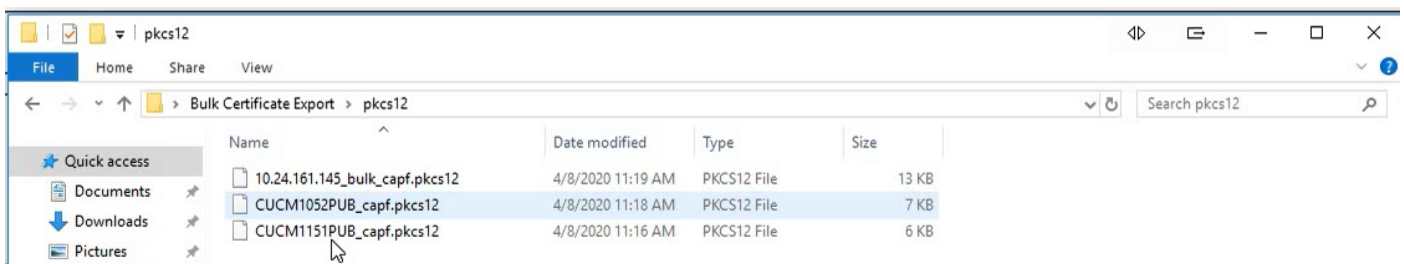 pkcs12
File Home Share View
Bulk Certificate Export > pkcs12 Search pkcs12
Name Date modified Type Size
Quick access
10.24.161.145_bulk_capf.pkcs12 4/8/2020 11:19 AM PKCS12 File 13 KB
Documents
CUCM1052PUB_capf.pkcs12 4/8/2020 11:18 AM PKCS12 File 7 KB
Downloads
CUCM1151PUB_capf.pkcs12 4/8/2020 11:16 AM PKCS12 File 6 KB
Pictures